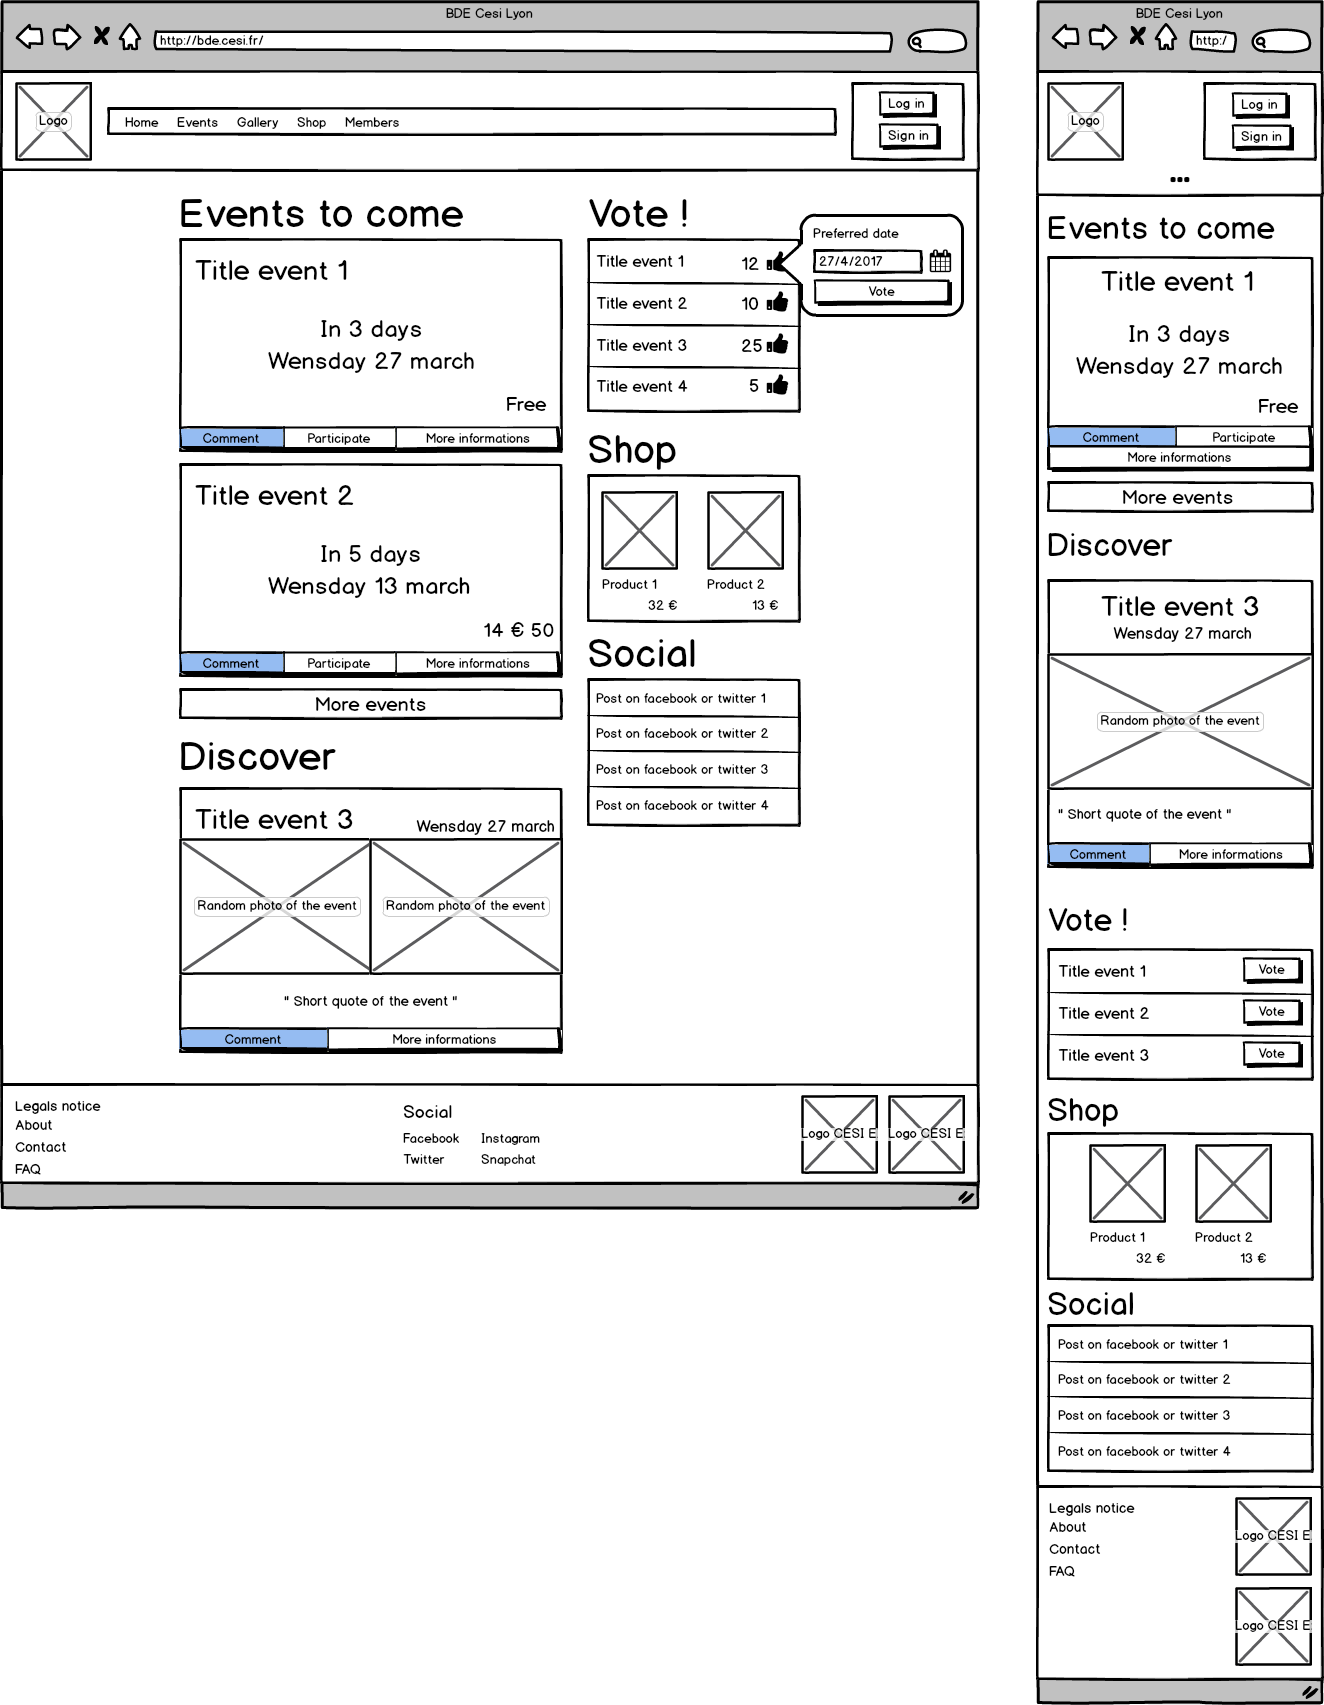 BDE Cesi Lyon
http://bde.cesi.fr/
Logo
Home Events Gallery Shop Members
Log in
Sign in
Events to come
Title event 1
In 3 days
Wensday 27 march
Free
Comment Participate More informations
Title event 2
In 5 days
Wensday 13 march
14 € 50
Comment Participate More informations
More events
Discover
Title event 3 Wensday 27 march
Random photo of the event Random photo of the event
" Short quote of the event "
Comment More informations
Vote !
Title event 1 12
Title event 2 10
Title event 3 25
Title event 4 5
Preferred date
27/4/2017
Vote
Shop
Product 1 Product 2
32 € 13 €
Social
Post on facebook or twitter 1
Post on facebook or twitter 2
Post on facebook or twitter 3
Post on facebook or twitter 4
Legals notice
About
Contact
FAQ
Social
Facebook Instagram
Twitter Snapchat
Logo CESI E Logo CESI E
BDE Cesi Lyon
http:/
Logo
Log in
Sign in
Events to come
Title event 1
In 3 days
Wensday 27 march
Free
Comment Participate
More informations
More events
Discover
Title event 3
Wensday 27 march
Random photo of the event
" Short quote of the event "
Comment More informations
Vote !
Title event 1 Vote
Title event 2 Vote
Title event 3 Vote
Shop
Product 1 Product 2
32 € 13 €
Social
Post on facebook or twitter 1
Post on facebook or twitter 2
Post on facebook or twitter 3
Post on facebook or twitter 4
Legals notice
About
Contact
FAQ
Logo CESI E
Logo CESI E